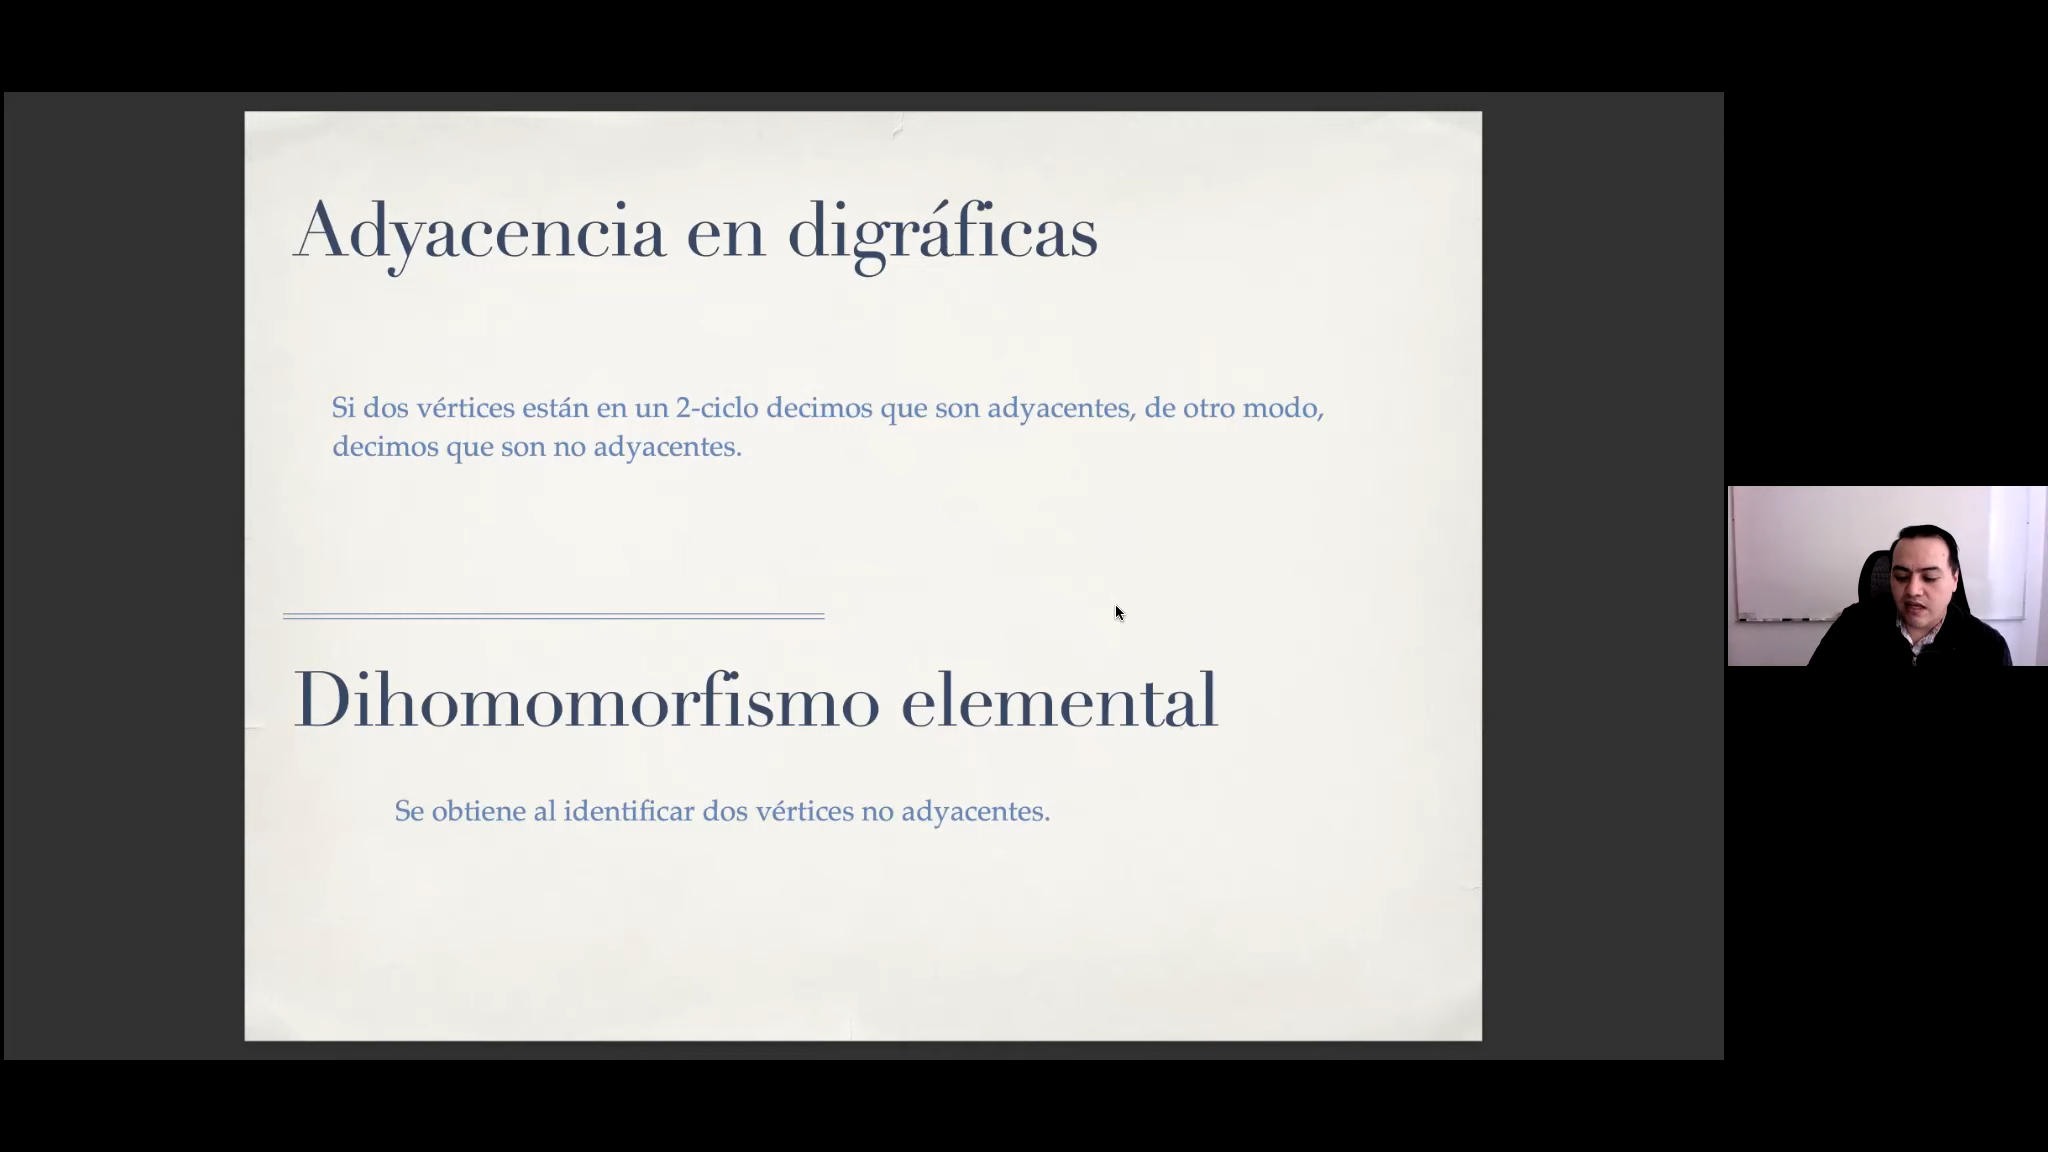 Adyacencia en digráficas
Si dos vértices están en un 2-ciclo decimos que son adyacentes, de otro modo,
decimos que son no adyacentes.
Dihomomorfismo elemental
Se obtiene al identificar dos vértices no adyacentes.